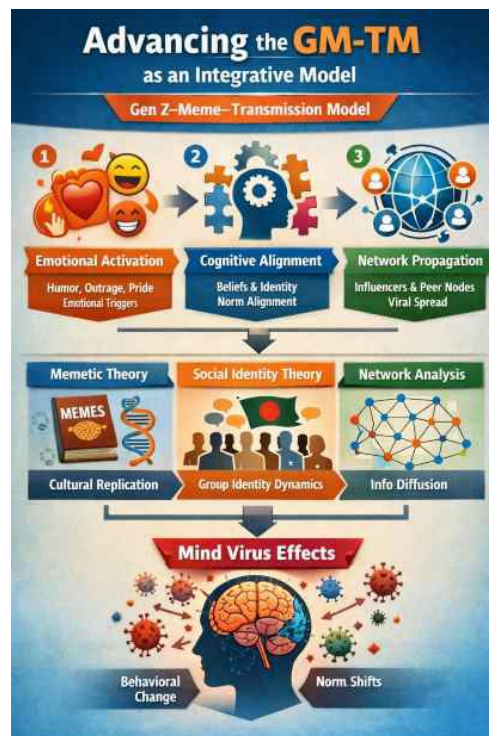 Advancing the GM-TM
as an Integrative Model
Gen Z–Meme–Transmission Model
1
2
3
Emotional Activation
Humor, Outrage, Pride
Emotional Triggers
Cognitive Alignment
Beliefs & Identity
Norm Alignment
Network Propagation
Influencers & Peer Nodes
Viral Spread
Memetic Theory
Social Identity Theory
Network Analysis
MEMES
Cultural Replication
Group Identity Dynamics
Info Diffusion
Mind Virus Effects
Behavioral
Change
Norm Shifts